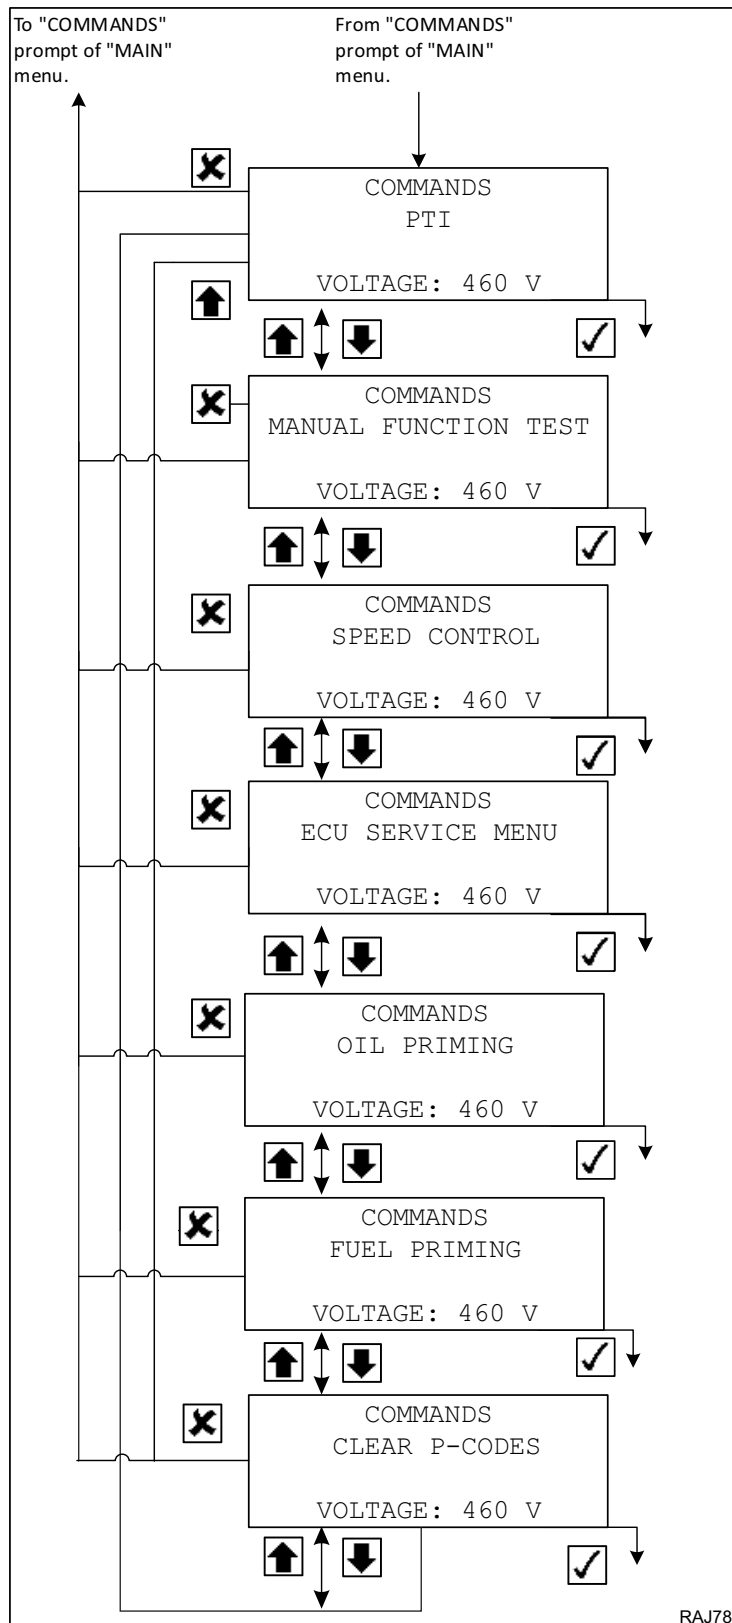 To "COMMANDS"
prompt of "MAIN"
menu.
From "COMMANDS"
prompt of "MAIN"
menu.
COMMANDS
PTI
VOLTAGE: 460 V
COMMANDS
MANUAL FUNCTION TEST
VOLTAGE: 460 V
COMMANDS
SPEED CONTROL
VOLTAGE: 460 V
COMMANDS
ECU SERVICE MENU
VOLTAGE: 460 V
COMMANDS
OIL PRIMING
VOLTAGE: 460 V
COMMANDS
FUEL PRIMING
VOLTAGE: 460 V
COMMANDS
CLEAR P-CODES
VOLTAGE: 460 V
RAJ78